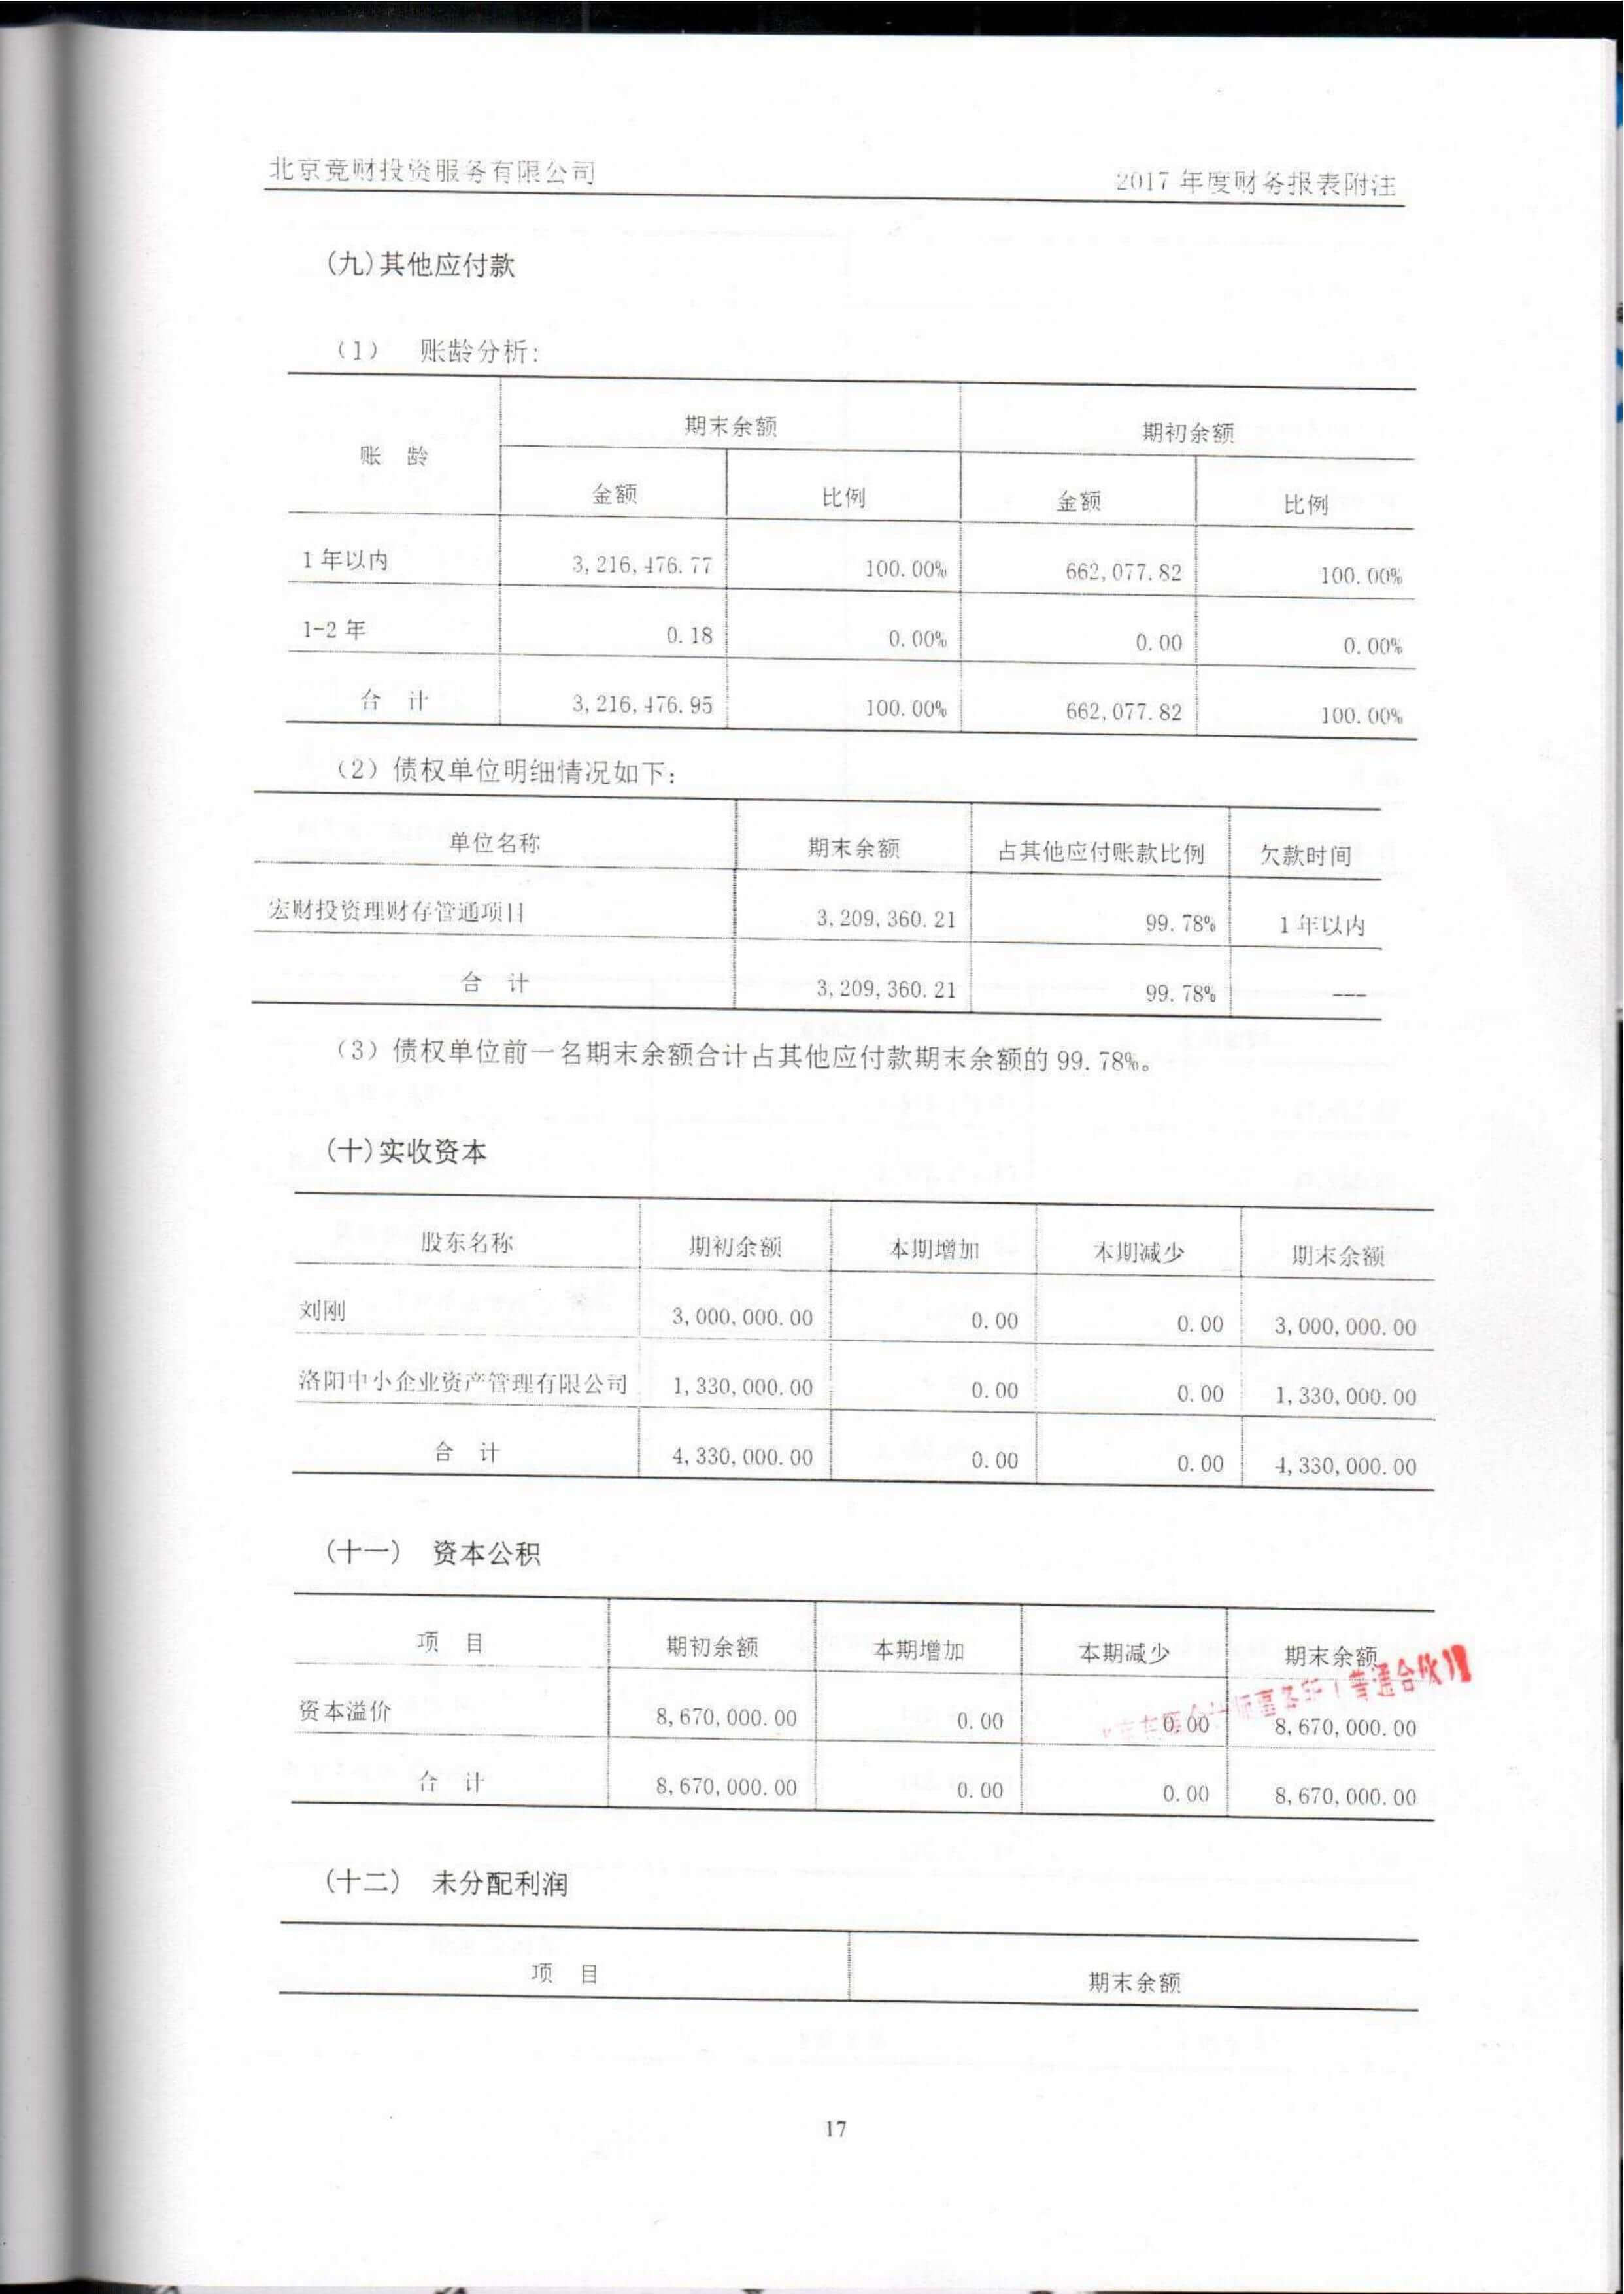 北京竞财投资服务有限公司 2017 年度财务报表附注
(九)其他应付款
(1) 账龄分析:
账 龄 期末余额 期初余额
金额 比例 金额 比例
1 年以内 3,216,476.77 100.00% 662,077.82 100.00%
1-2 年 0.18 0.00% 0.00 0.00%
合 计 3,216,476.95 100.00% 662,077.82 100.00%
(2) 债权单位明细情况如下:
单位名称 期末余额 占其他应付账款比例 欠款时间
宏财投资理财存管通项目 3,209,360.21 99.78% 1 年以内
合 计 3,209,360.21 99.78% ---
(3) 债权单位前一名期末余额合计占其他应付款期末余额的 99.78%。
(十)实收资本
股东名称 期初余额 本期增加 本期减少 期末余额
刘刚 3,000,000.00 0.00 0.00 3,000,000.00
洛阳中小企业资产管理有限公司 1,330,000.00 0.00 0.00 1,330,000.00
合 计 4,330,000.00 0.00 0.00 4,330,000.00
(十一) 资本公积
项 目 期初余额 本期增加 本期减少 期末余额
资本溢价 8,670,000.00 0.00 0.00 8,670,000.00
合 计 8,670,000.00 0.00 0.00 8,670,000.00
会计师事务所(普通合伙)
(十二) 未分配利润
项 目 期末余额
17